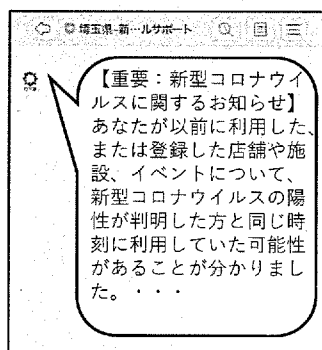 埼玉県-新…ルサポート
【重要：新型コロナウイ
ルスに関するお知らせ】
あなたが以前に利用した、
または登録した店舗や施
設、イベントについて、
新型コロナウイルスの陽
性が判明した方と同じ時
刻に利用していた可能性
があることが分かりまし
た。・・・